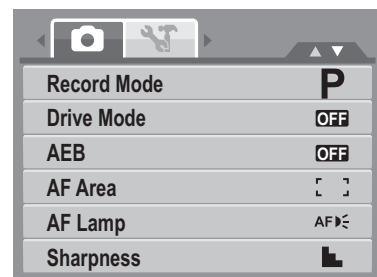 Record Mode P
Drive Mode OFF
AEB OFF
AF Area
AF Lamp AF
Sharpness